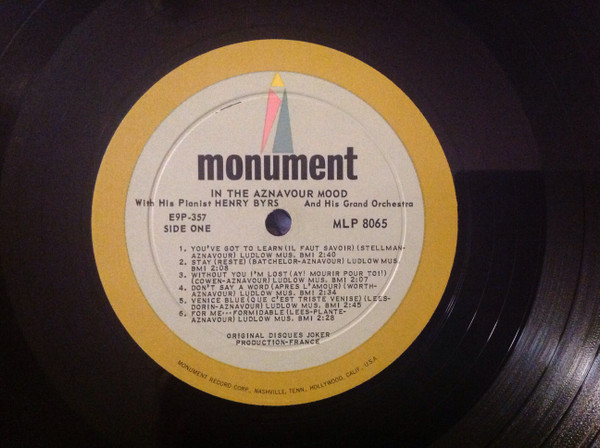 monument
IN THE AZNAVOUR MOOD
With His Pianist HENRY BYRS And His Grand Orchestra
E9P-357
SIDE ONE
MLP 8065
1. YOU'VE GOT TO LEARN (IL FAUT SAVOIR) (STELLMAN-
AZNAVOUR) LUDLOW MUS. BMI 2:40
2. STAY (RESTE) (BATCHELOR-AZNAVOUR) LUDLOW MUS.
BMI 2:08
3. WITHOUT YOU I'M LOST (AY! MOURIR POUR TOI!)
(COWEN-AZNAVOUR) LUDLOW MUS. BMI 2:07
4. DON'T SAY A WORD (APRES L'AMOUR) (WORTH-
AZNAVOUR) LUDLOW MUS. BMI 2:34
5. VENICE BLUE (QUE C'EST TRISTE VENISE) (LEES-
DORIN-AZNAVOUR) LUDLOW MUS. BMI 2:45
6. FOR ME---FORMIDABLE (LEES-PLANTE-
AZNAVOUR) LUDLOW MUS. BMI 2:26
ORIGINAL DISQUES JOKER
PRODUCTION-FRANCE
MONUMENT RECORD CORP. NASHVILLE, TENN. HOLLYWOOD, CALIF. U.S.A.